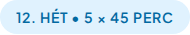 12. HÉT • 5 × 45 PERC